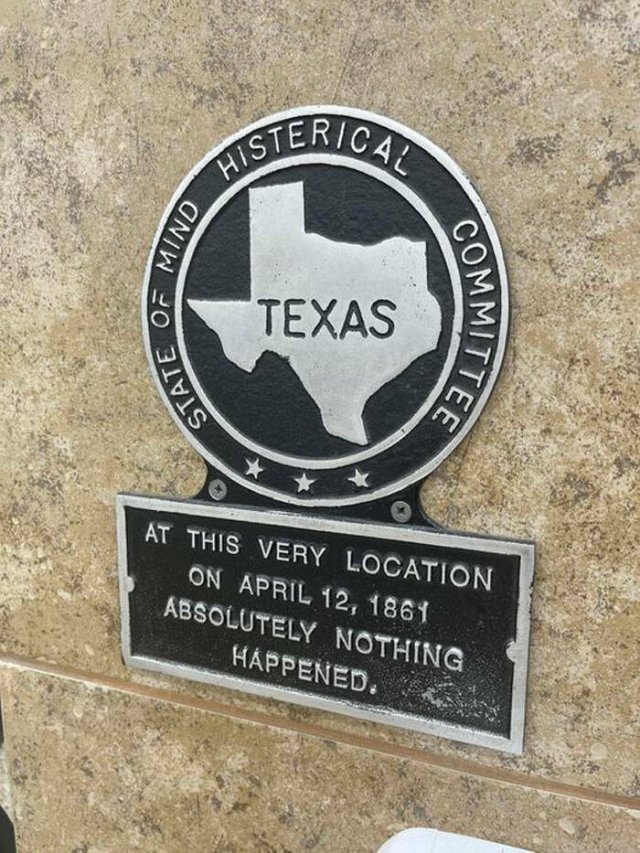 STATE OF MIND HISTERICAL COMMITTEE
TEXAS
AT THIS VERY LOCATION
ON APRIL 12, 1861
ABSOLUTELY NOTHING
HAPPENED.